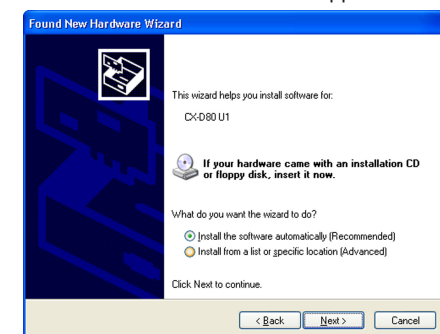 Found New Hardware Wizard
This wizard helps you install software for:
CX-D80 U1
If your hardware came with an installation CD
or floppy disk, insert it now.
What do you want the wizard to do?
Install the software automatically (Recommended)
Install from a list or specific location (Advanced)
Click Next to continue.
< Back Next > Cancel